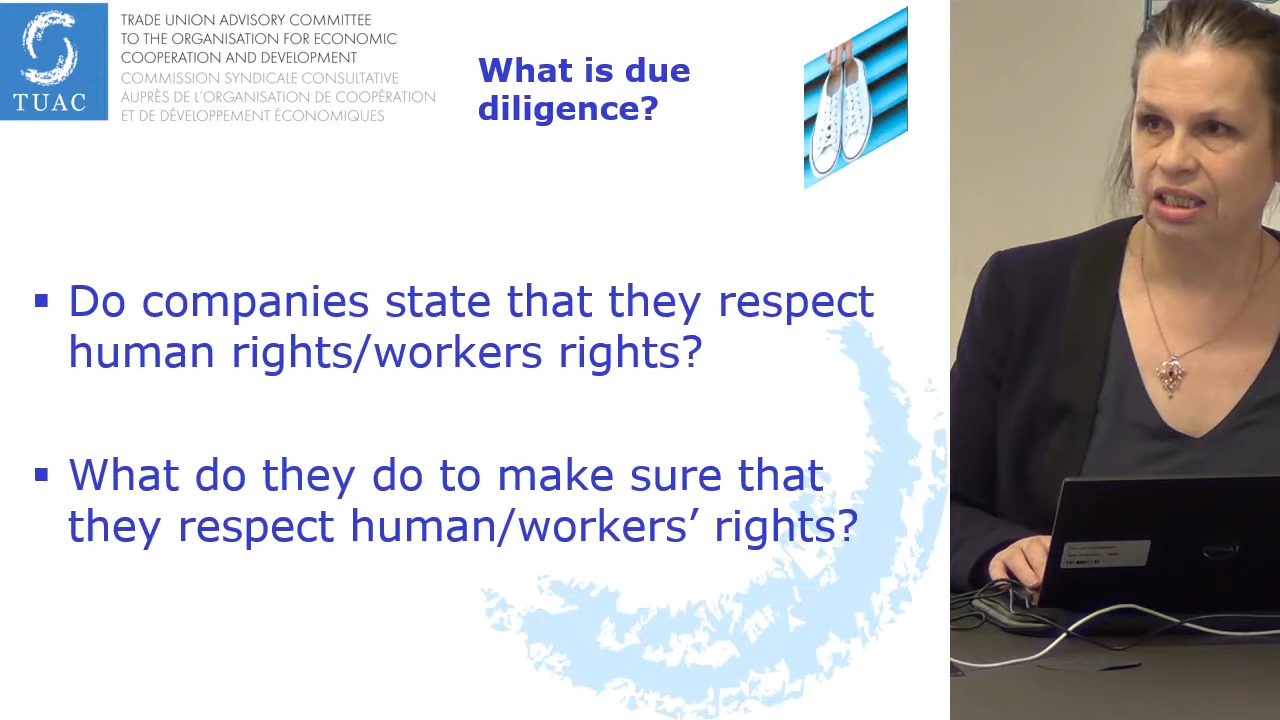 TRADE UNION ADVISORY COMMITTEE
TO THE ORGANISATION FOR ECONOMIC
COOPERATION AND DEVELOPMENT
COMMISSION SYNDICALE CONSULTATIVE
AUPRÈS DE L'ORGANISATION DE COOPÉRATION
ET DE DÉVELOPPEMENT ÉCONOMIQUES
TUAC
What is due
diligence?
▪ Do companies state that they respect
human rights/workers rights?
▪ What do they do to make sure that
they respect human/workers’ rights?